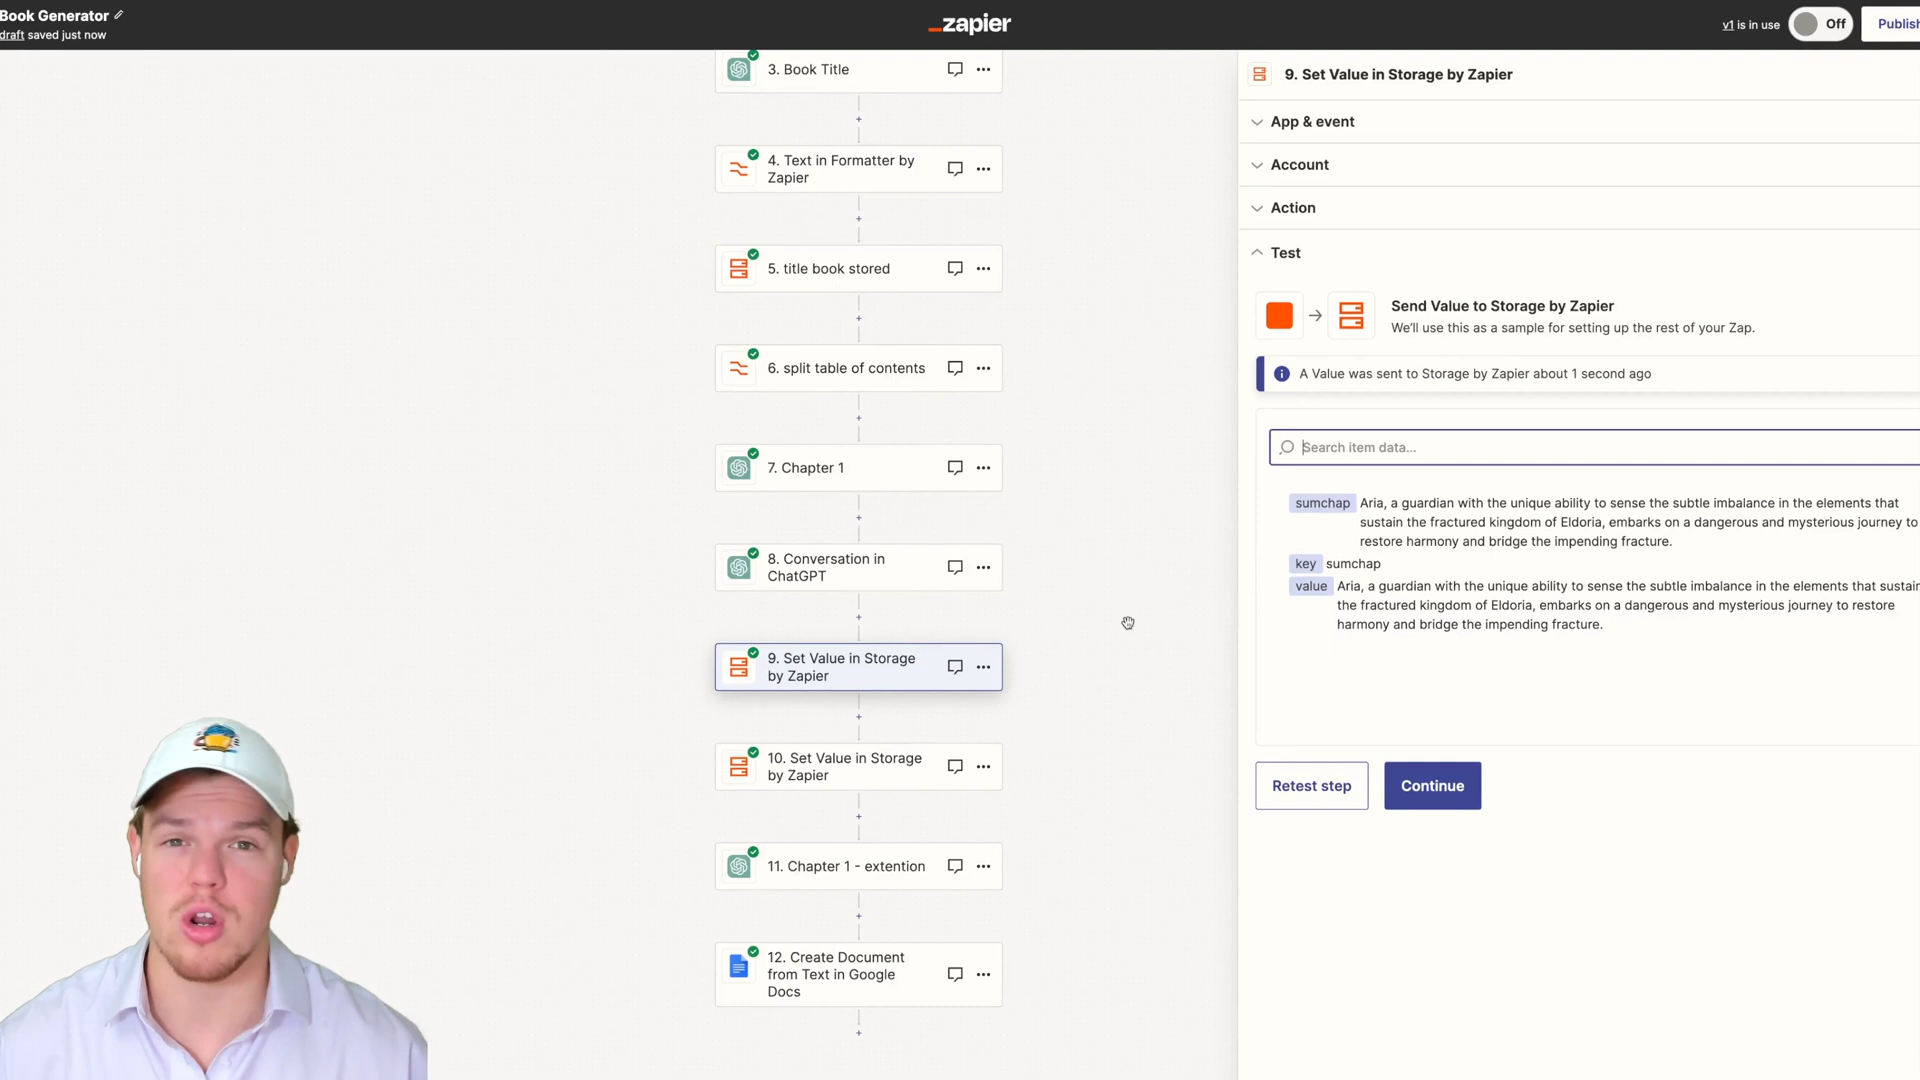 Book Generator
draft saved just now
zapier
v1 is in use
Off
Publish
3. Book Title
4. Text in Formatter by
Zapier
5. title book stored
6. split table of contents
7. Chapter 1
8. Conversation in
ChatGPT
9. Set Value in Storage
by Zapier
10. Set Value in Storage
by Zapier
11. Chapter 1 - extention
12. Create Document
from Text in Google
Docs
9. Set Value in Storage by Zapier
App & event
Account
Action
Test
Send Value to Storage by Zapier
We'll use this as a sample for setting up the rest of your Zap.
A Value was sent to Storage by Zapier about 1 second ago
Search item data...
sumchap Aria, a guardian with the unique ability to sense the subtle imbalance in the elements that
sustain the fractured kingdom of Eldoria, embarks on a dangerous and mysterious journey to
restore harmony and bridge the impending fracture.
key sumchap
value Aria, a guardian with the unique ability to sense the subtle imbalance in the elements that sustain
the fractured kingdom of Eldoria, embarks on a dangerous and mysterious journey to restore
harmony and bridge the impending fracture.
Retest step
Continue